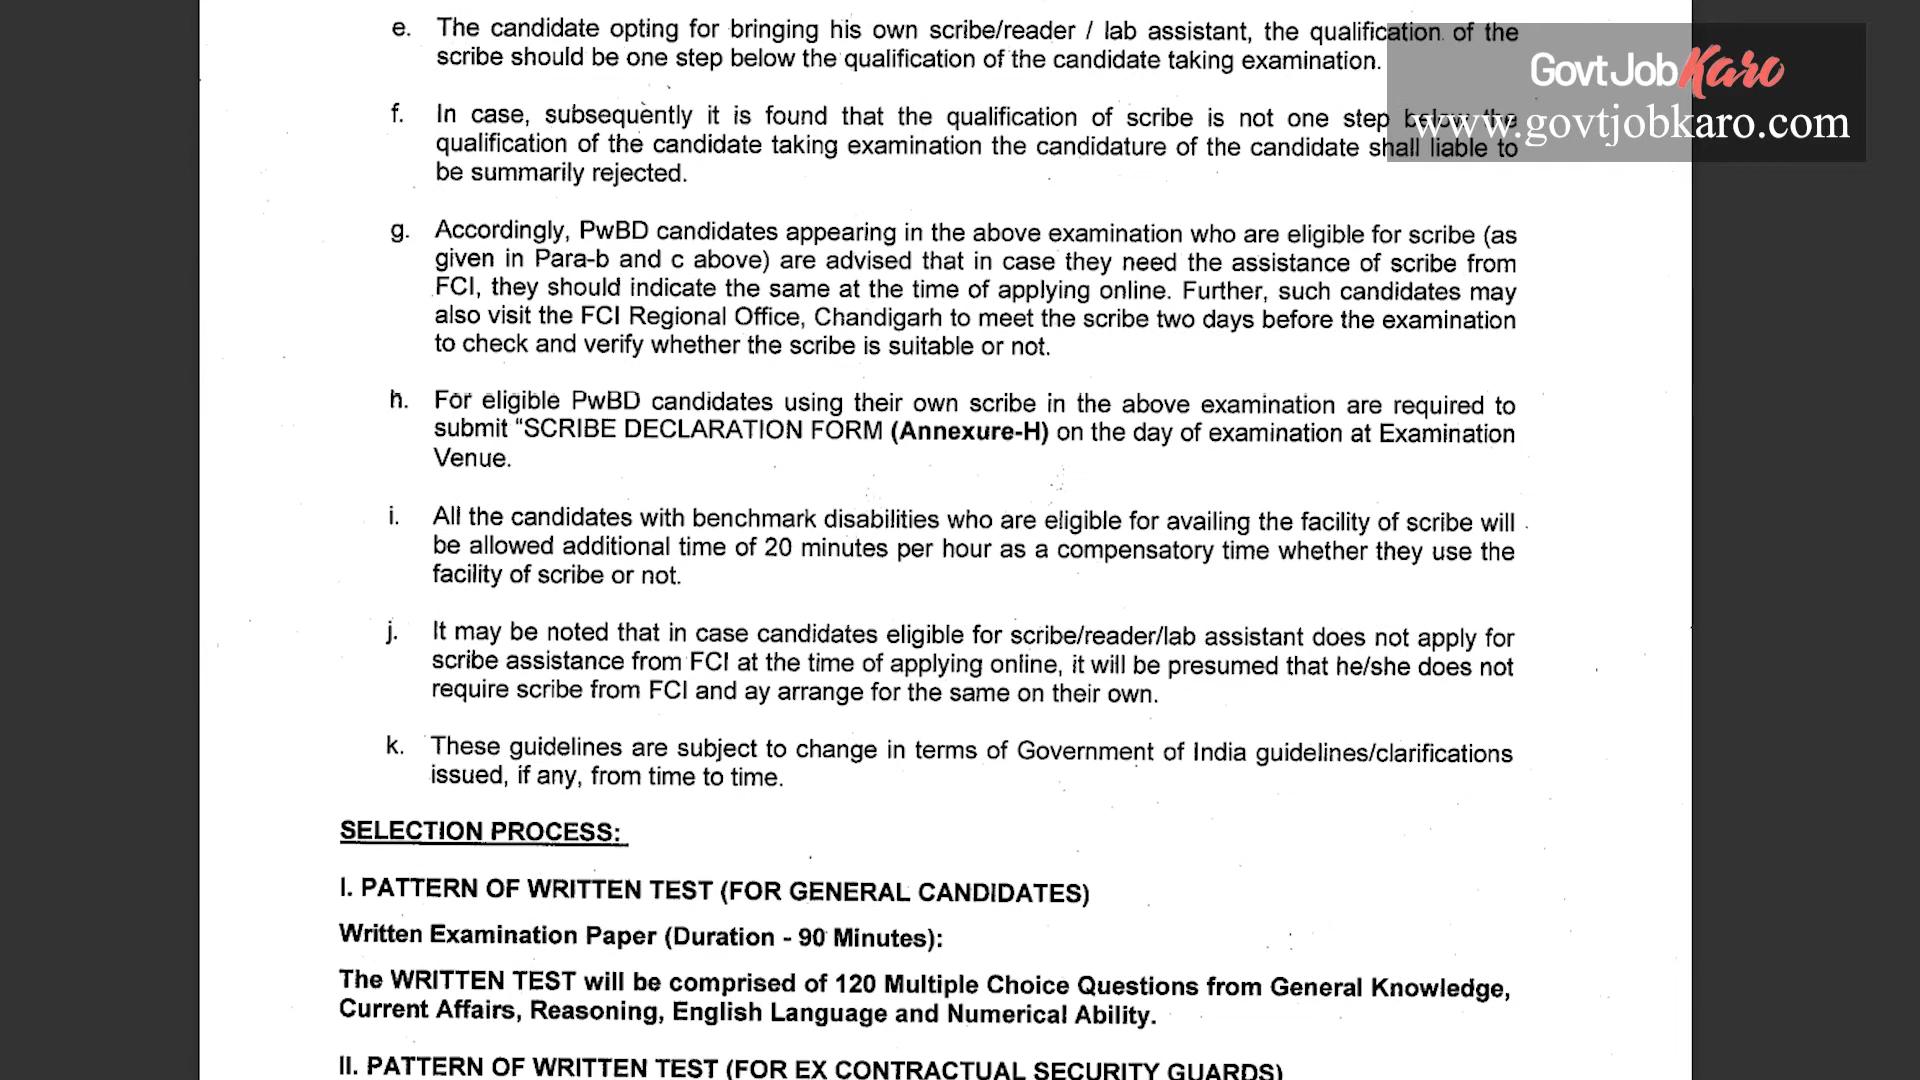 e. The candidate opting for bringing his own scribe/reader / lab assistant, the qualification of the
scribe should be one step below the qualification of the candidate taking examination.
GovtJobKaro
www.govtjobkaro.com
f. In case, subsequently it is found that the qualification of scribe is not one step below the
qualification of the candidate taking examination the candidature of the candidate shall liable to
be summarily rejected.
g. Accordingly, PwBD candidates appearing in the above examination who are eligible for scribe (as
given in Para-b and c above) are advised that in case they need the assistance of scribe from
FCI, they should indicate the same at the time of applying online. Further, such candidates may
also visit the FCI Regional Office, Chandigarh to meet the scribe two days before the examination
to check and verify whether the scribe is suitable or not.
h. For eligible PwBD candidates using their own scribe in the above examination are required to
submit “SCRIBE DECLARATION FORM (Annexure-H) on the day of examination at Examination
Venue.
i. All the candidates with benchmark disabilities who are eligible for availing the facility of scribe will
be allowed additional time of 20 minutes per hour as a compensatory time whether they use the
facility of scribe or not.
j. It may be noted that in case candidates eligible for scribe/reader/lab assistant does not apply for
scribe assistance from FCI at the time of applying online, it will be presumed that he/she does not
require scribe from FCI and ay arrange for the same on their own.
k. These guidelines are subject to change in terms of Government of India guidelines/clarifications
issued, if any, from time to time.
SELECTION PROCESS:
I. PATTERN OF WRITTEN TEST (FOR GENERAL CANDIDATES)
Written Examination Paper (Duration - 90 Minutes):
The WRITTEN TEST will be comprised of 120 Multiple Choice Questions from General Knowledge,
Current Affairs, Reasoning, English Language and Numerical Ability.
II. PATTERN OF WRITTEN TEST (FOR EX CONTRACTUAL SECURITY GUARDS)